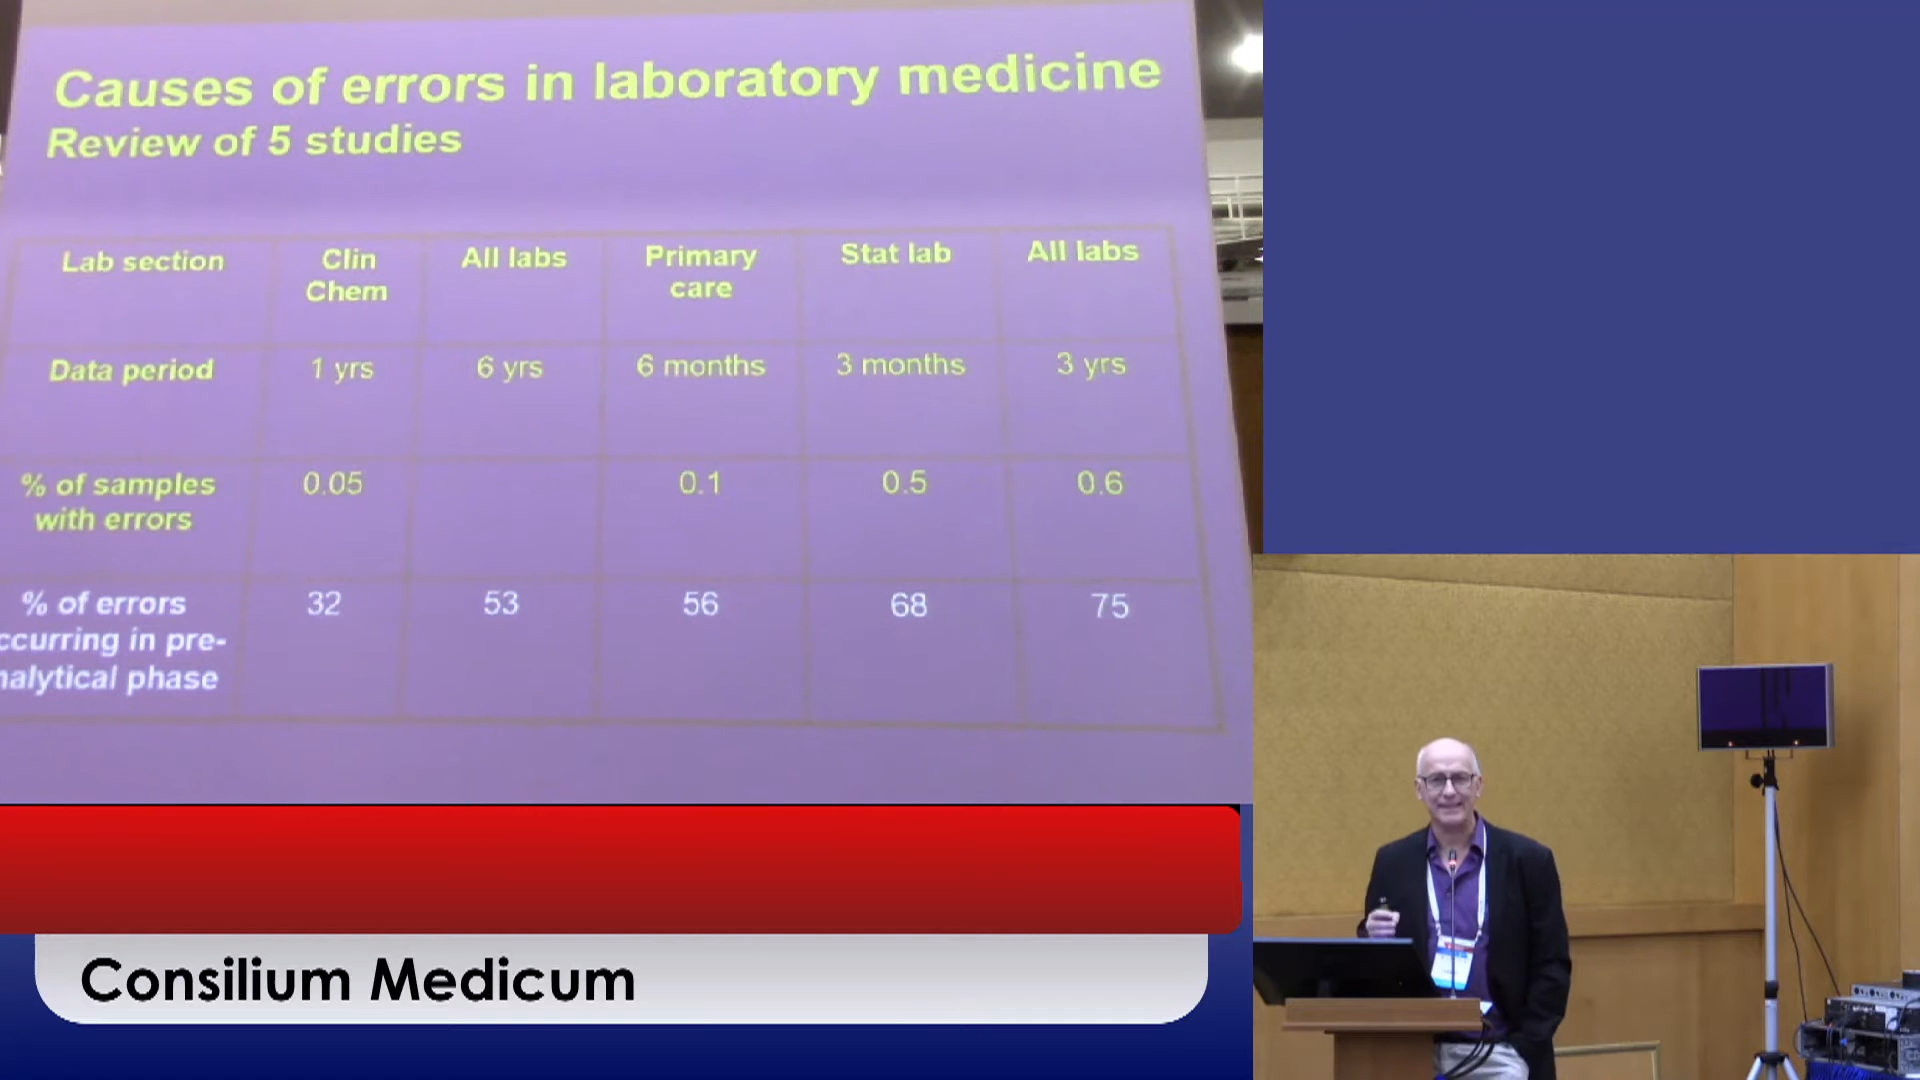 Causes of errors in laboratory medicine
Review of 5 studies
Lab section
Clin
Chem
All labs
Primary
care
Stat lab
All labs
Data period
1 yrs
6 yrs
6 months
3 months
3 yrs
% of samples
with errors
0.05
0.1
0.5
0.6
% of errors
ccurring in pre-
nalytical phase
32
53
56
68
75
Consilium Medicum